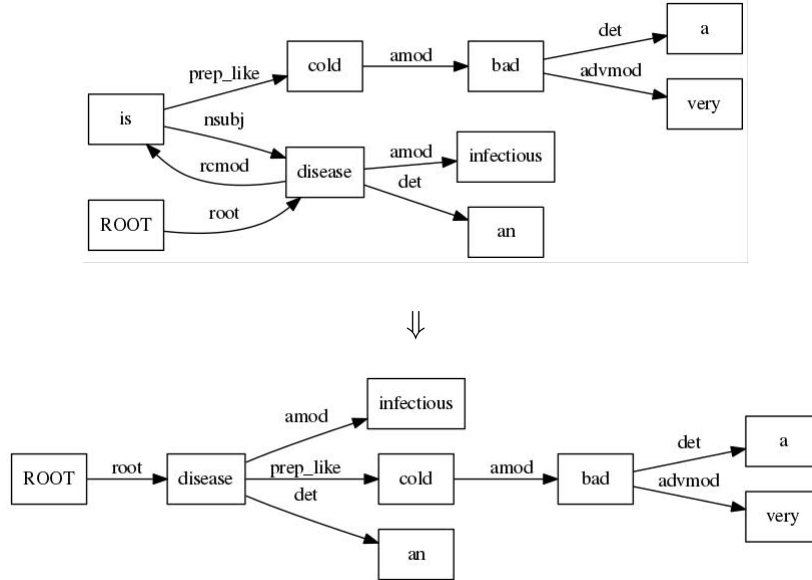 det
a
amod
cold
bad
prep_like
advmod
very
is
nsubj
amod
infectious
rcmod
disease
det
root
ROOT
an
⇓
infectious
amod
a
det
root
prep_like
amod
ROOT
disease
cold
bad
det
advmod
very
an